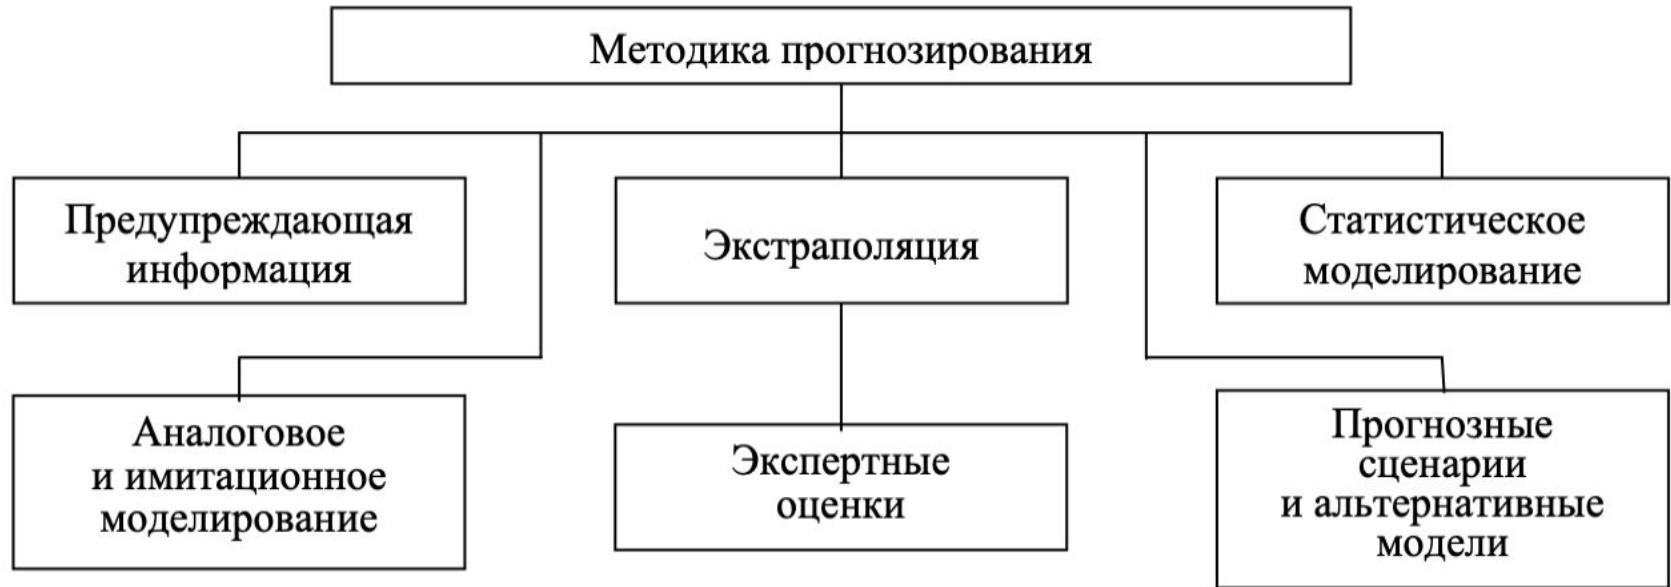 Методика прогнозирования
Предупреждающая
информация
Экстраполяция
Статистическое
моделирование
Аналоговое
и имитационное
моделирование
Экспертные
оценки
Прогнозные
сценарии
и альтернативные
модели